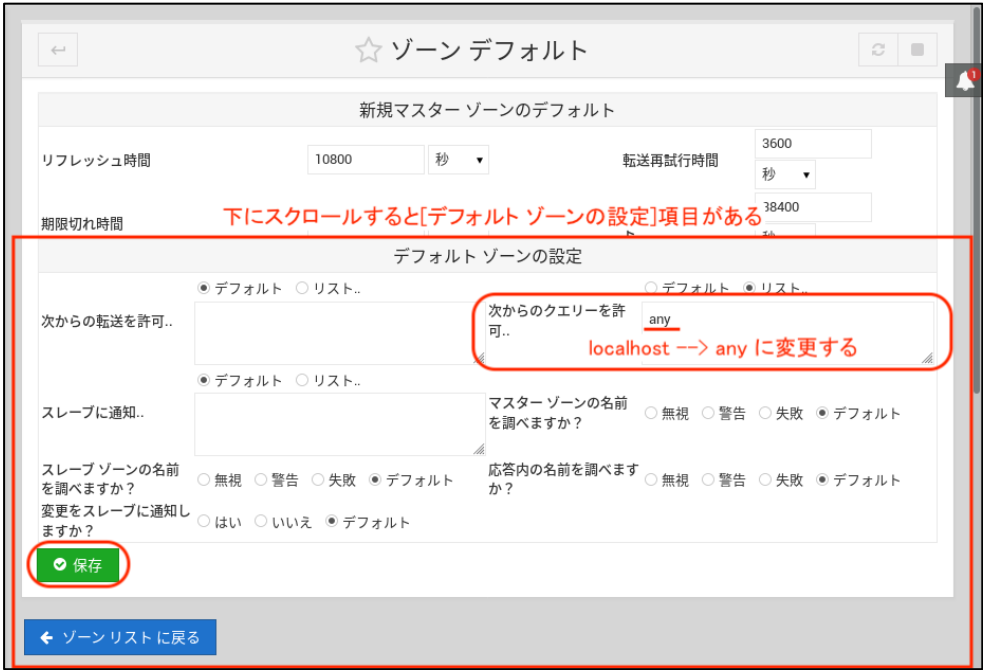 ゾーン デフォルト
1
新規マスター ゾーンのデフォルト
リフレッシュ時間 10800 秒 転送再試行時間 3600 秒
下にスクロールすると[デフォルト ゾーンの設定]項目がある
期限切れ時間 38400
デフォルト ゾーンの設定
デフォルト リスト.. デフォルト リスト..
次からの転送を許可.. 次からのクエリーを許
可.. any
localhost --> any に変更する
デフォルト リスト..
スレーブに通知.. マスター ゾーンの名前
を調べますか? 無視 警告 失敗 デフォルト
スレーブ ゾーンの名前
を調べますか? 無視 警告 失敗 デフォルト 応答内の名前を調べます
か? 無視 警告 失敗 デフォルト
変更をスレーブに通知し
ますか? はい いいえ デフォルト
保存
ゾーン リスト に戻る